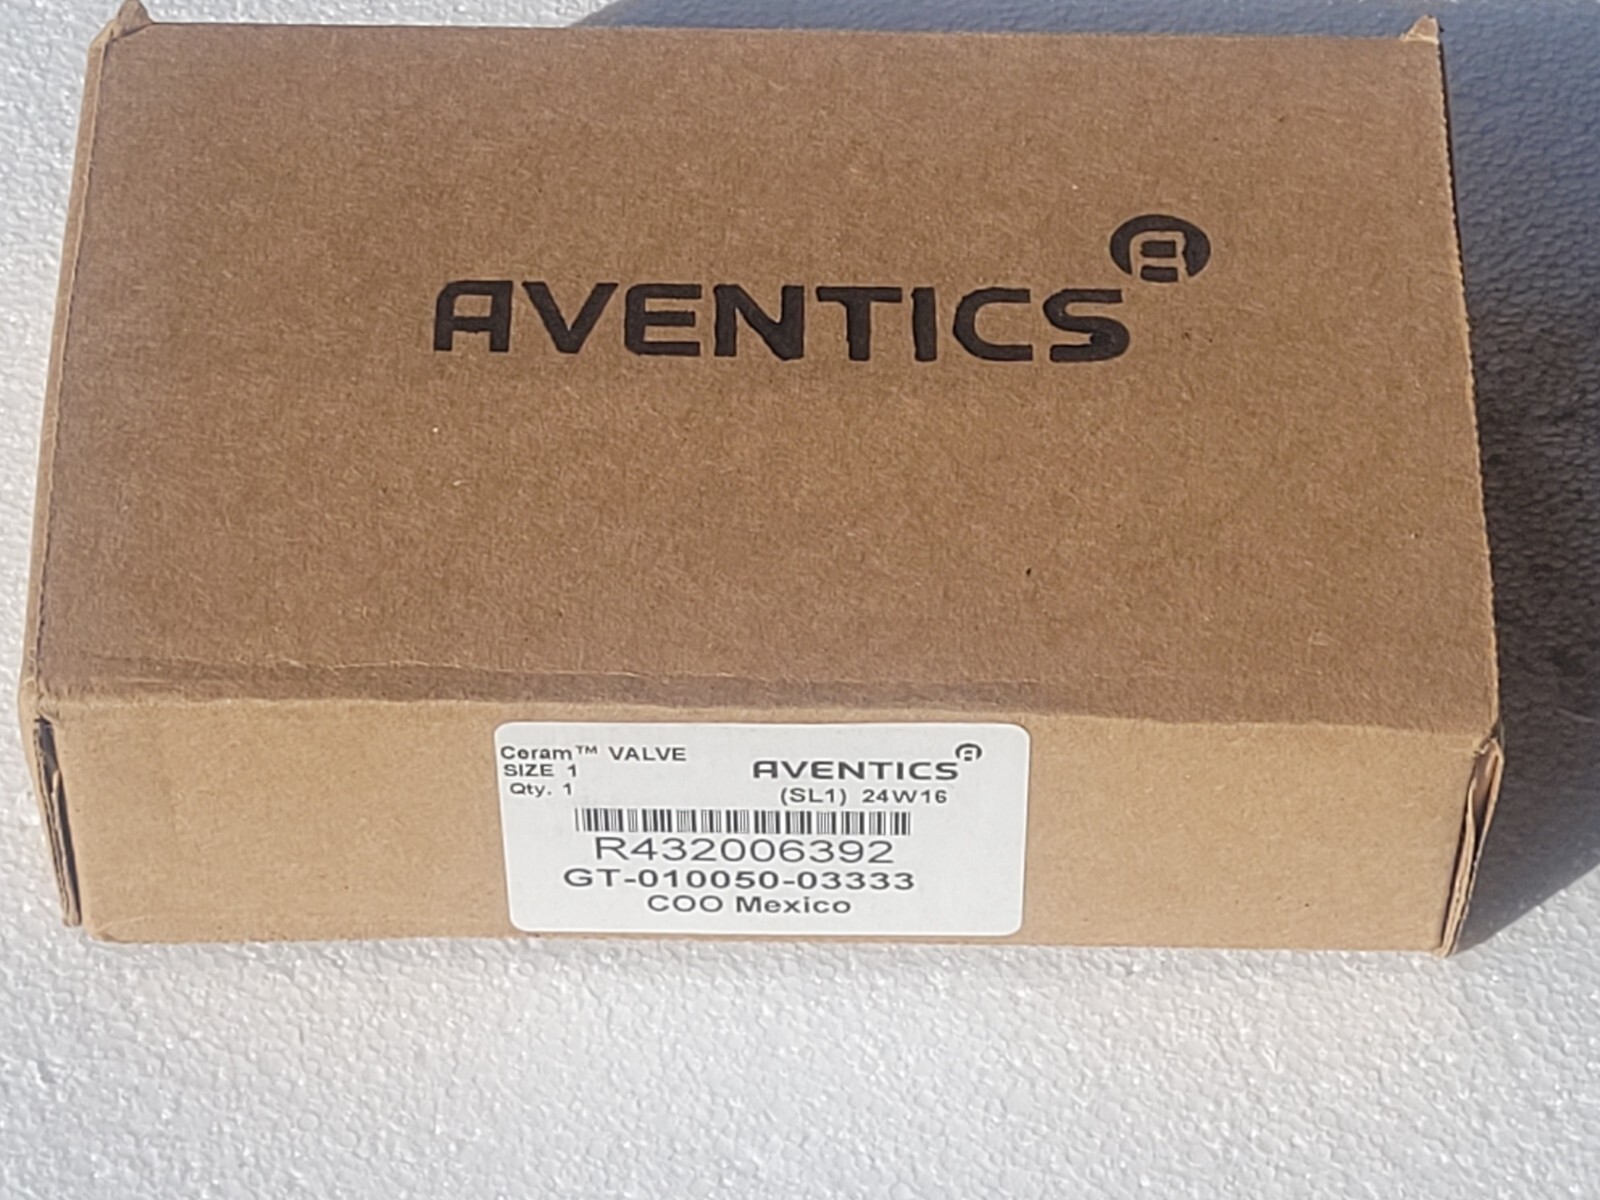 AVENTICS
Ceram™ VALVE
SIZE 1
Qty. 1
AVENTICS
(SL1) 24W16
R432006392
GT-010050-03333
COO Mexico